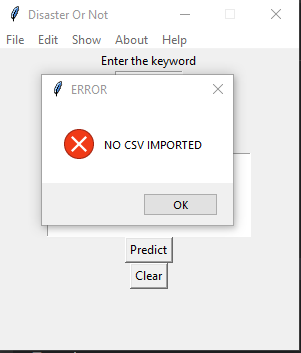 Disaster Or Not
File Edit Show About Help
Enter the keyword
ERROR
NO CSV IMPORTED
OK
Predict
Clear